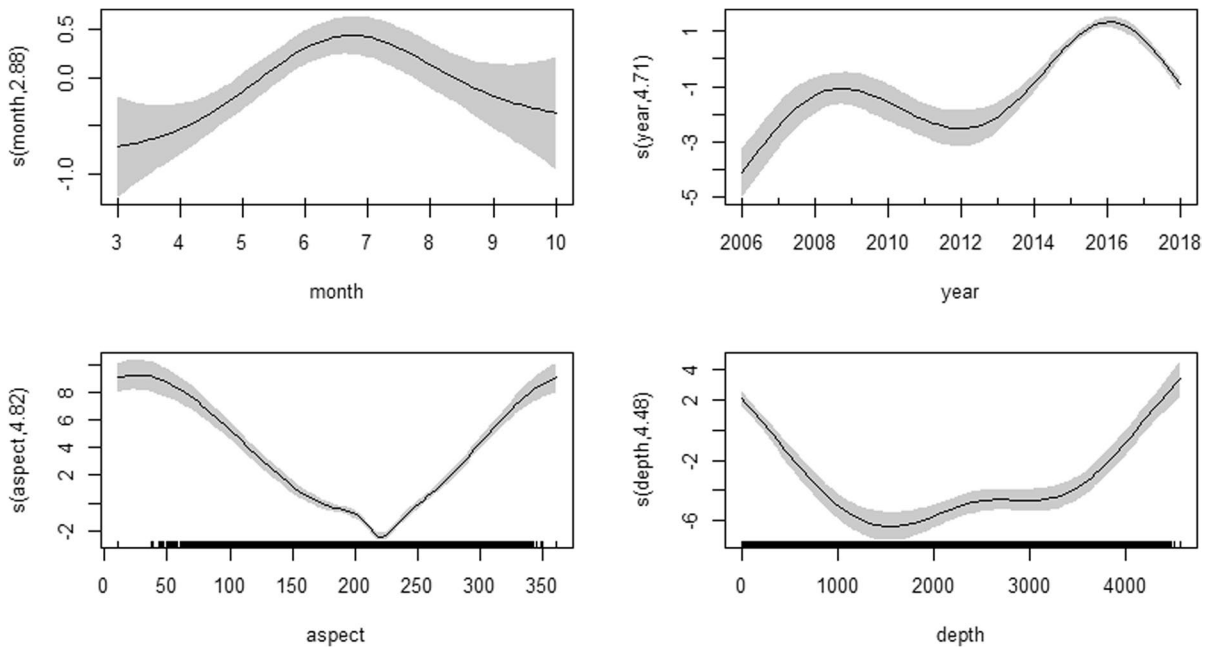 s(month,2.88)
0.5
0.0
-1.0
3 4 5 6 7 8 9 10
month
s(year,4.71)
1
-1
-3
-5
2006 2008 2010 2012 2014 2016 2018
year
s(aspect,4.82)
8
6
4
2
-2
0 50 100 150 200 250 300 350
aspect
s(depth,4.48)
4
2
-2
-6
0 1000 2000 3000 4000
depth